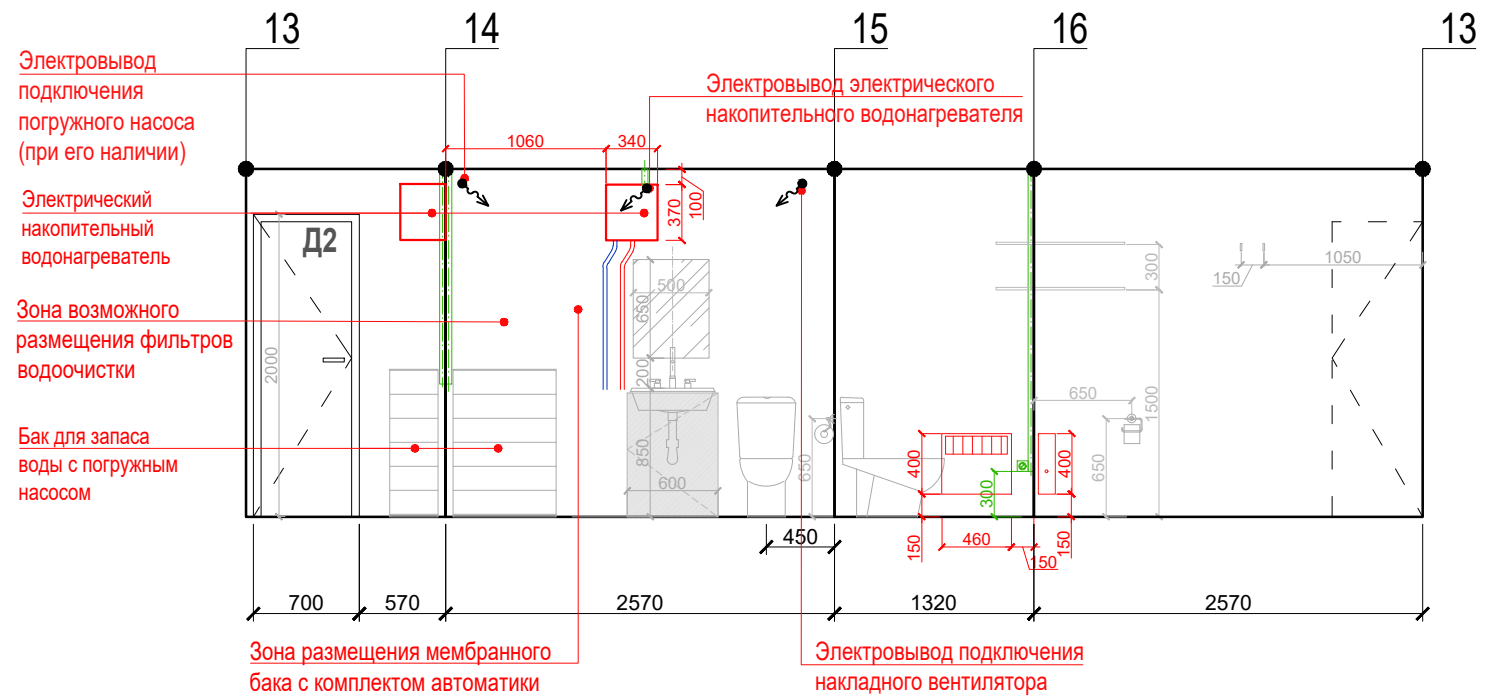 13
14
15
16
13
Электровывод
подключения
погружного насоса
(при его наличии)
Электровывод электрического
накопительного водонагревателя
1060
340
Электрический
накопительный
водонагреватель
370
100
Д2
300
1050
150
500
650
Зона возможного
размещения фильтров
водоочистки
2000
200
650
1500
Бак для запаса
воды с погружным
насосом
850
600
650
400
300
400
650
450
150
460
150
150
700
570
2570
1320
2570
Зона размещения мембранного
бака с комплектом автоматики
Электровывод подключения
накладного вентилятора